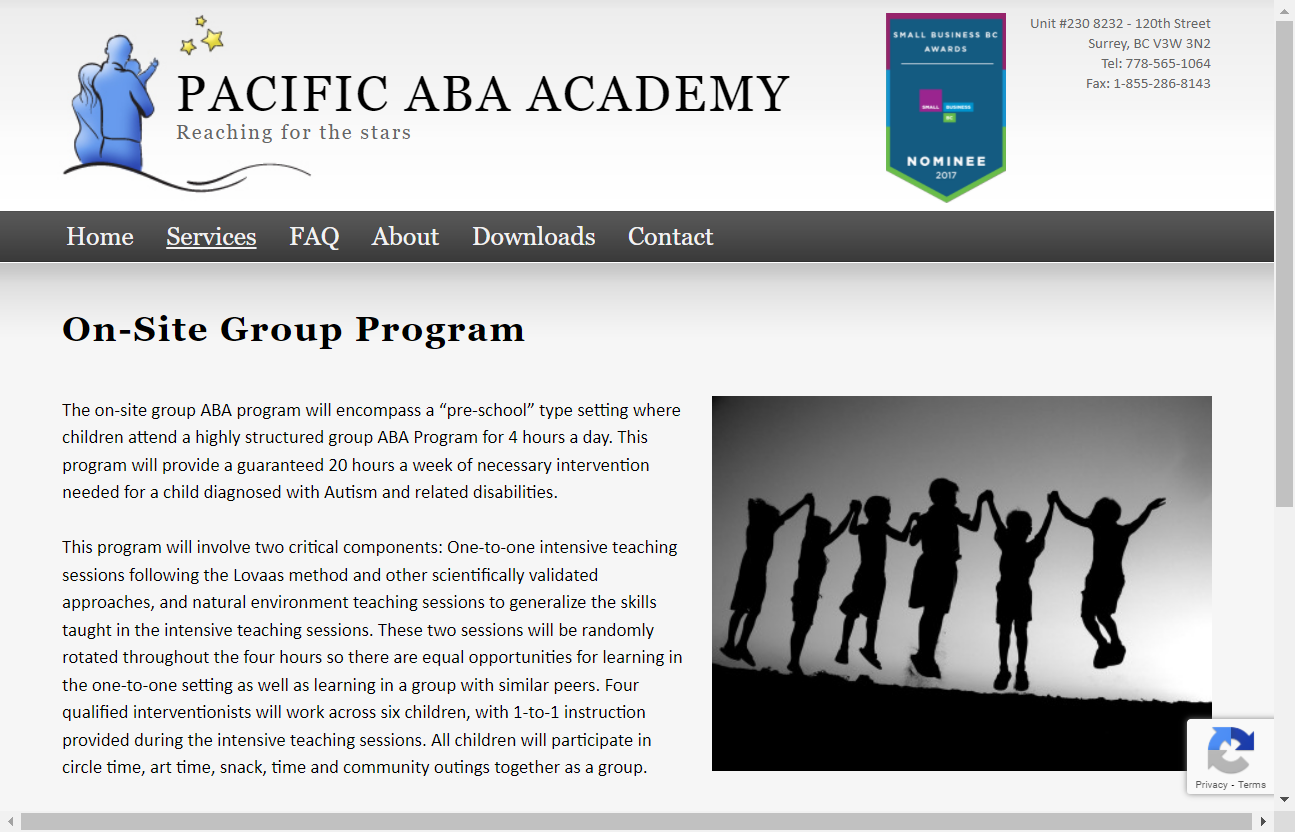 PACIFIC ABA ACADEMY
Reaching for the stars
SMALL BUSINESS BC
AWARDS
SMALL
BUSINESS
BC
NOMINEE
2017
Unit #230 8232 - 120th Street
Surrey, BC V3W 3N2
Tel: 778-565-1064
Fax: 1-855-286-8143
Home Services FAQ About Downloads Contact
On-Site Group Program
The on-site group ABA program will encompass a “pre-school” type setting where
children attend a highly structured group ABA Program for 4 hours a day. This
program will provide a guaranteed 20 hours a week of necessary intervention
needed for a child diagnosed with Autism and related disabilities.
This program will involve two critical components: One-to-one intensive teaching
sessions following the Lovaas method and other scientifically validated
approaches, and natural environment teaching sessions to generalize the skills
taught in the intensive teaching sessions. These two sessions will be randomly
rotated throughout the four hours so there are equal opportunities for learning in
the one-to-one setting as well as learning in a group with similar peers. Four
qualified interventionists will work across six children, with 1-to-1 instruction
provided during the intensive teaching sessions. All children will participate in
circle time, art time, snack, time and community outings together as a group.
Privacy - Terms